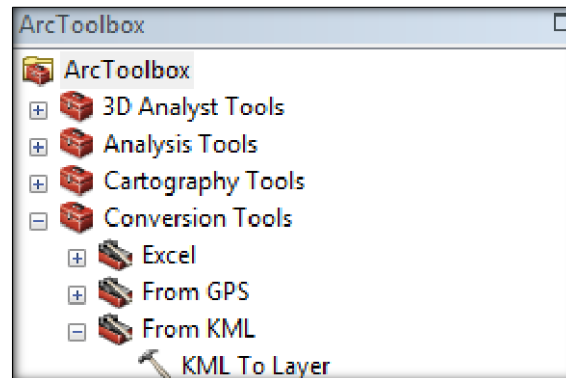 ArcToolbox
ArcToolbox
3D Analyst Tools
Analysis Tools
Cartography Tools
Conversion Tools
Excel
From GPS
From KML
KML To Layer